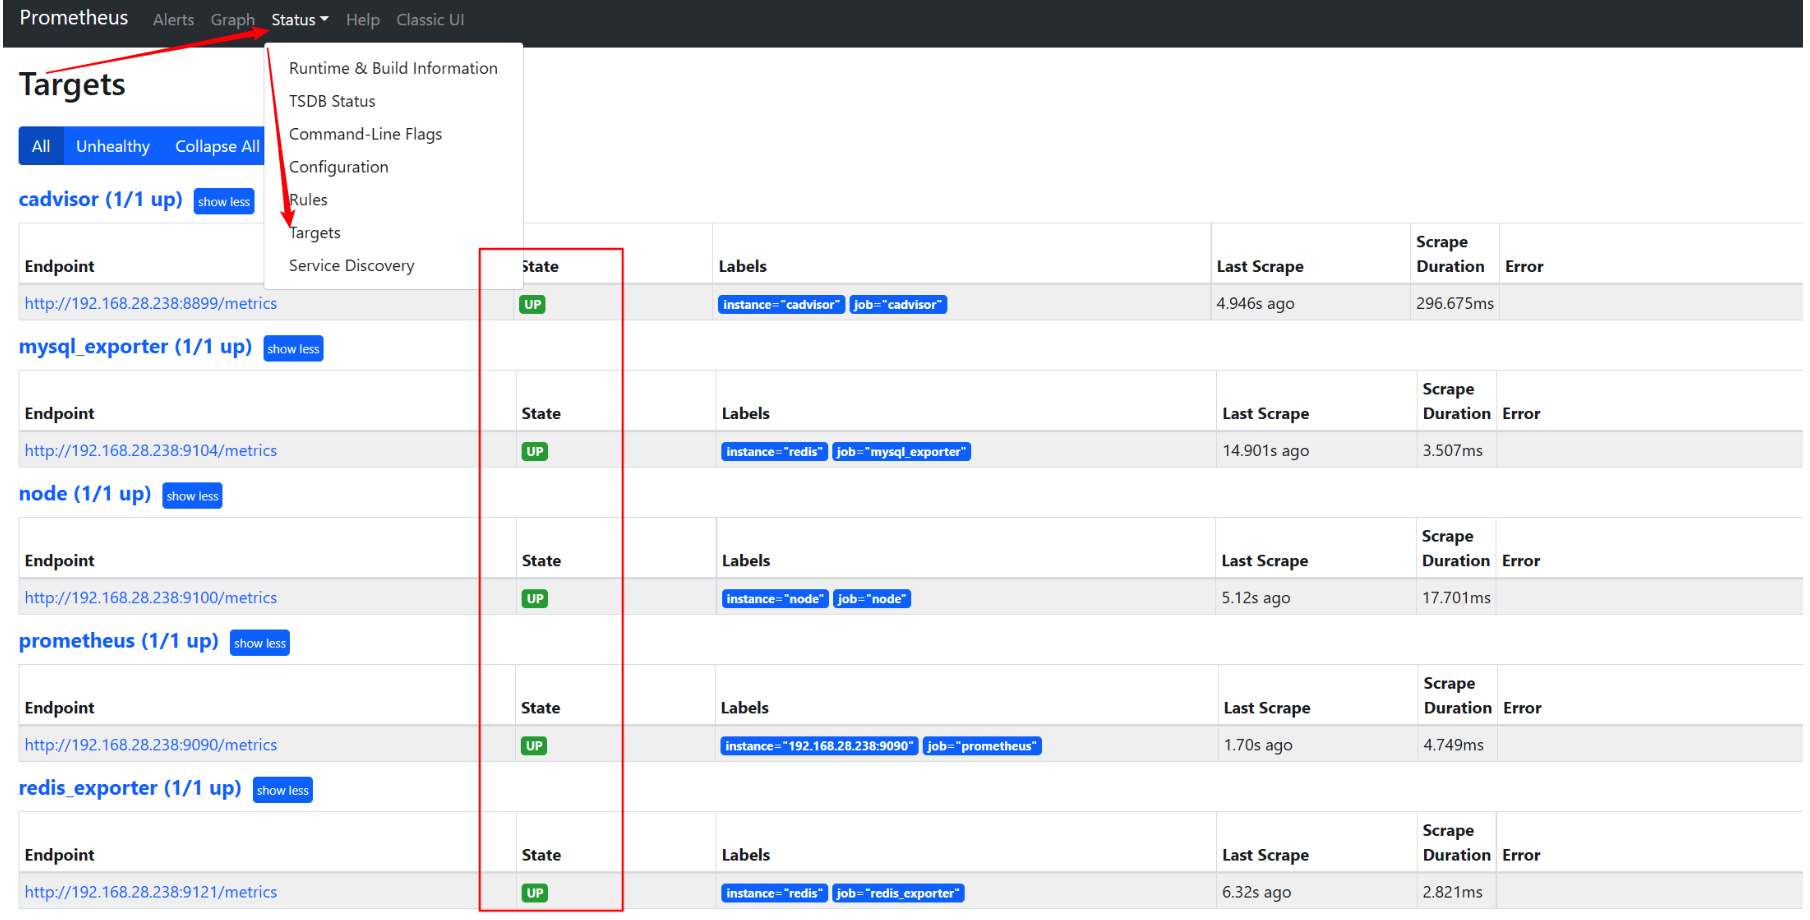 Prometheus Alerts Graph Status Help Classic UI
Runtime & Build Information
TSDB Status
Command-Line Flags
Configuration
Rules
Targets
Service Discovery
Targets
All Unhealthy Collapse All
cadvisor (1/1 up) show less
Endpoint State Labels Last Scrape Scrape Duration Error
http://192.168.28.238:8899/metrics UP instance="cadvisor" job="cadvisor" 4.946s ago 296.675ms
mysql_exporter (1/1 up) show less
Endpoint State Labels Last Scrape Scrape Duration Error
http://192.168.28.238:9104/metrics UP instance="redis" job="mysql_exporter" 14.901s ago 3.507ms
node (1/1 up) show less
Endpoint State Labels Last Scrape Scrape Duration Error
http://192.168.28.238:9100/metrics UP instance="node" job="node" 5.12s ago 17.701ms
prometheus (1/1 up) show less
Endpoint State Labels Last Scrape Scrape Duration Error
http://192.168.28.238:9090/metrics UP instance="192.168.28.238:9090" job="prometheus" 1.70s ago 4.749ms
redis_exporter (1/1 up) show less
Endpoint State Labels Last Scrape Scrape Duration Error
http://192.168.28.238:9121/metrics UP instance="redis" job="redis_exporter" 6.32s ago 2.821ms